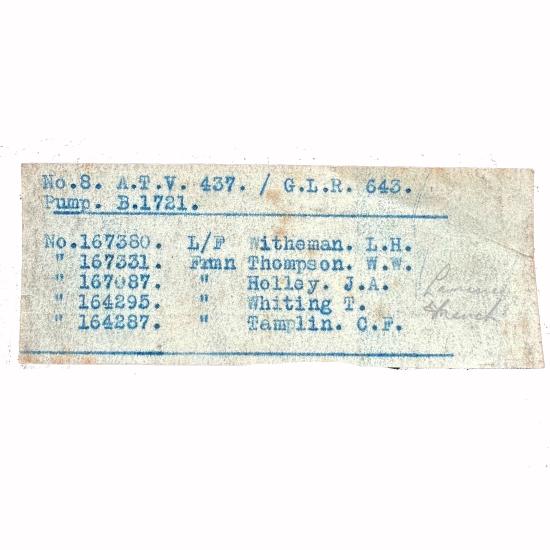 No.8. A.T.V. 437. / G.L.R. 643.
Pump. B.1721.
No.167380. L/F Witheman. L.H.
" 167331. Frmn Thompson. W.W.
" 167087. " Holley. J.A.
" 164295. " Whiting T.
" 164287. " Tamplin. C.F.